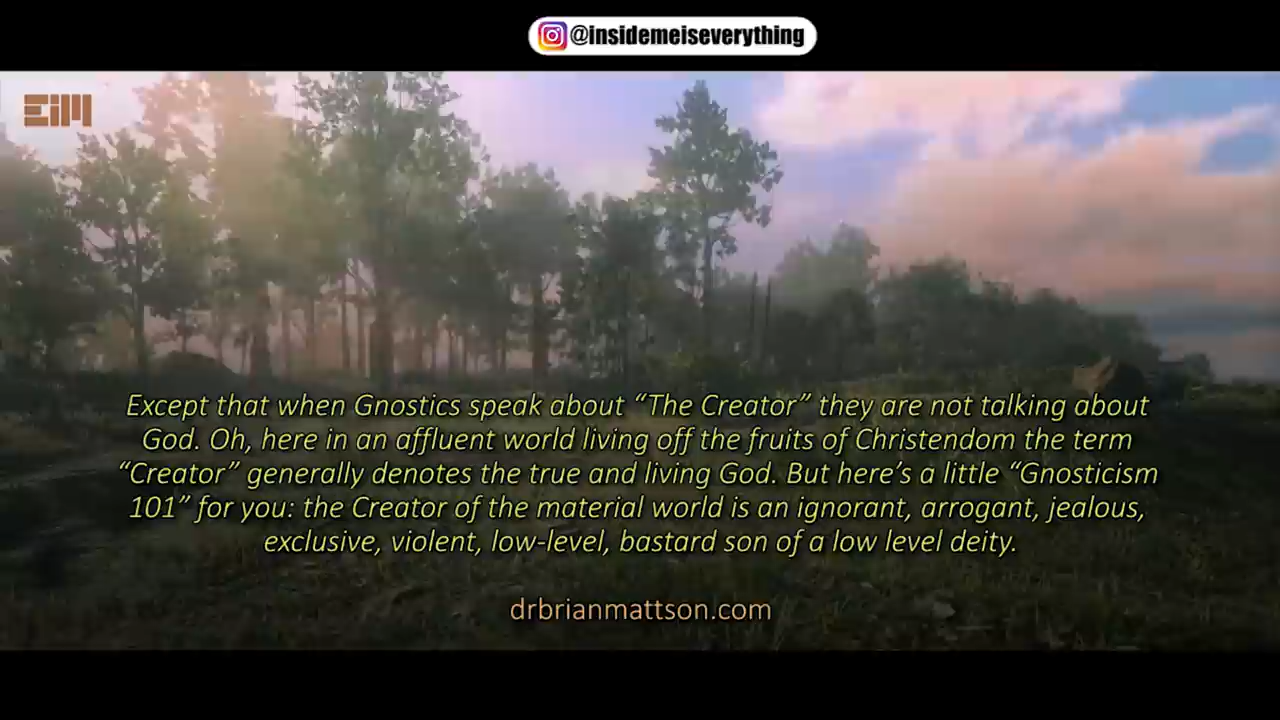 @insidemeiseverything
EiM
Except that when Gnostics speak about “The Creator” they are not talking about
God. Oh, here in an affluent world living off the fruits of Christendom the term
“Creator” generally denotes the true and living God. But here’s a little “Gnosticism
101” for you: the Creator of the material world is an ignorant, arrogant, jealous,
exclusive, violent, low-level, bastard son of a low level deity.
drbrianmattson.com